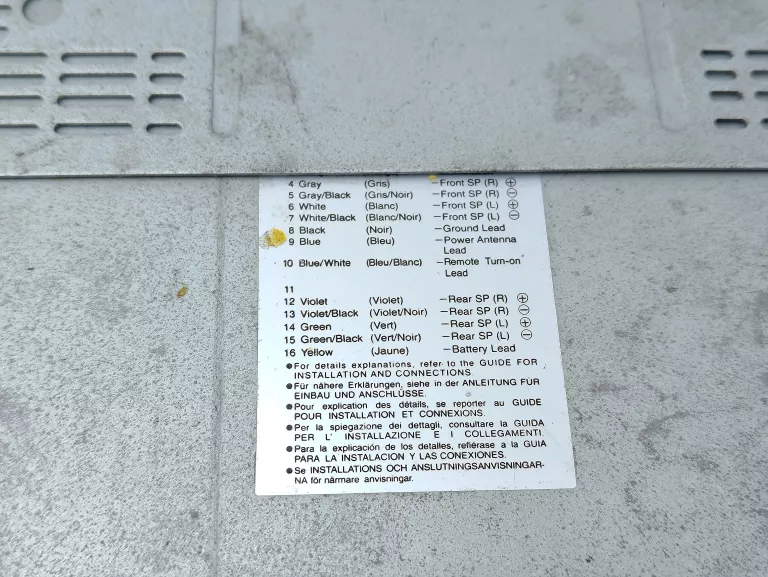 4 Gray (Gris) –Front SP (R) ⊕
5 Gray/Black (Gris/Noir) –Front SP (R) ⊖
6 White (Blanc) –Front SP (L) ⊕
7 White/Black (Blanc/Noir) –Front SP (L) ⊖
8 Black (Noir) –Ground Lead
9 Blue (Bleu) –Power Antenna
Lead
10 Blue/White (Bleu/Blanc) –Remote Turn-on
Lead
11
12 Violet (Violet) –Rear SP (R) ⊕
13 Violet/Black (Violet/Noir) –Rear SP (R) ⊖
14 Green (Vert) –Rear SP (L) ⊕
15 Green/Black (Vert/Noir) –Rear SP (L) ⊖
16 Yellow (Jaune) –Battery Lead
●For details explanations, refer to the GUIDE FOR
INSTALLATION AND CONNECTIONS.
●Für nähere Erklärungen, siehe in der ANLEITUNG FÜR
EINBAU UND ANSCHLÜSSE.
●Pour explication des détails, se reporter au GUIDE
POUR INSTALLATION ET CONNEXIONS.
●Per la spiegazione dei dettagli, consultare la GUIDA
PER L' INSTALLAZIONE E I COLLEGAMENTI.
●Para la explicación de los detalles, refiérase a la GUIA
PARA LA INSTALACION Y LAS CONEXIONES.
●Se INSTALLATIONS OCH ANSLUTNINGSANVISNINGAR-
NA för närmare anvisningar.